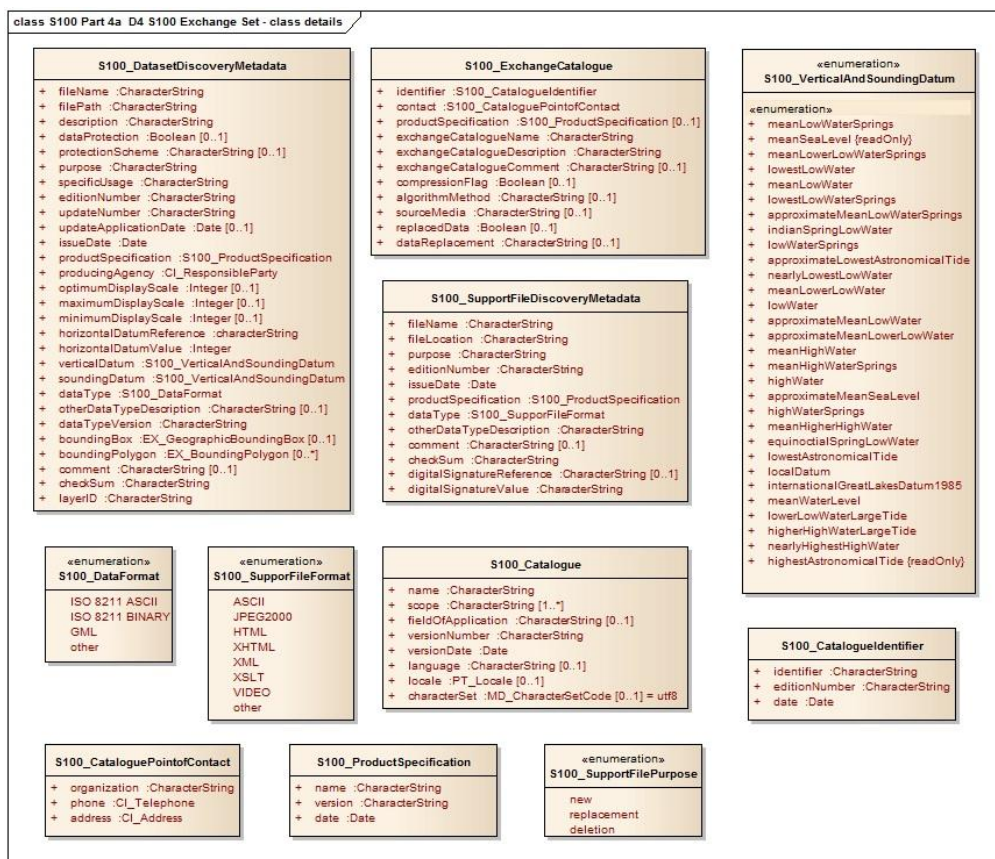 class S100 Part 4a D4 S100 Exchange Set - class details
S100_DatasetDiscoveryMetadata
+ fileName :CharacterString
+ filePath :CharacterString
+ description :CharacterString
+ dataProtection :Boolean [0..1]
+ protectionScheme :CharacterString [0..1]
+ purpose :CharacterString
+ specificUsage :CharacterString
+ editionNumber :CharacterString
+ updateNumber :CharacterString
+ updateApplicationDate :Date [0..1]
+ issueDate :Date
+ productSpecification :S100_ProductSpecification
+ producingAgency :CI_ResponsibleParty
+ optimumDisplayScale :Integer [0..1]
+ maximumDisplayScale :Integer [0..1]
+ minimumDisplayScale :Integer [0..1]
+ horizontalDatumReference :characterString
+ horizontalDatumValue :Integer
+ verticalDatum :S100_VerticalAndSoundingDatum
+ soundingDatum :S100_VerticalAndSoundingDatum
+ dataType :S100_DataFormat
+ otherDataTypeDescription :CharacterString [0..1]
+ dataTypeVersion :CharacterString
+ boundingBox :EX_GeographicBoundingBox [0..1]
+ boundingPolygon :EX_BoundingPolygon [0..*]
+ comment :CharacterString [0..1]
+ checkSum :CharacterString
+ layerID :CharacterString
S100_ExchangeCatalogue
+ identifier :S100_CatalogueIdentifier
+ contact :S100_CataloguePointofContact
+ productSpecification :S100_ProductSpecification [0..1]
+ exchangeCatalogueName :CharacterString
+ exchangeCatalogueDescription :CharacterString
+ exchangeCatalogueComment :CharacterString [0..1]
+ compressionFlag :Boolean [0..1]
+ algorithmMethod :CharacterString [0..1]
+ sourceMedia :CharacterString [0..1]
+ replacedData :Boolean [0..1]
+ dataReplacement :CharacterString [0..1]
S100_SupportFileDiscoveryMetadata
+ fileName :CharacterString
+ fileLocation :CharacterString
+ purpose :CharacterString
+ editionNumber :CharacterString
+ issueDate :Date
+ productSpecification :S100_ProductSpecification
+ dataType :S100_SupporFileFormat
+ otherDataTypeDescription :CharacterString
+ comment :CharacterString [0..1]
+ checkSum :CharacterString
+ digitalSignatureReference :CharacterString [0..1]
+ digitalSignatureValue :CharacterString
«enumeration»
S100_VerticalAndSoundingDatum
«enumeration»
+ meanLowWaterSprings
+ meanSeaLevel {readOnly}
+ meanLowerLowWaterSprings
+ lowestLowWater
+ meanLowWater
+ lowestLowWaterSprings
+ approximateMeanLowWaterSprings
+ indianSpringLowWater
+ lowWaterSprings
+ approximateLowestAstronomicalTide
+ nearlyLowestLowWater
+ meanLowerLowWater
+ lowWater
+ approximateMeanLowWater
+ approximateMeanLowerLowWater
+ meanHighWater
+ meanHighWaterSprings
+ highWater
+ approximateMeanSeaLevel
+ highWaterSprings
+ meanHigherHighWater
+ equinoctialSpringLowWater
+ lowestAstronomicalTide
+ localDatum
+ internationalGreatLakesDatum1985
+ meanWaterLevel
+ lowerLowWaterLargeTide
+ higherHighWaterLargeTide
+ nearlyHighestHighWater
+ highestAstronomicalTide {readOnly}
«enumeration»
S100_DataFormat
ISO 8211 ASCII
ISO 8211 BINARY
GML
other
«enumeration»
S100_SupporFileFormat
ASCII
JPEG2000
HTML
XHTML
XML
XSLT
VIDEO
other
S100_Catalogue
+ name :CharacterString
+ scope :CharacterString [1..*]
+ fieldOfApplication :CharacterString [0..1]
+ versionNumber :CharacterString
+ versionDate :Date
+ language :CharacterString [0..1]
+ locale :PT_Locale [0..1]
+ characterSet :MD_CharacterSetCode [0..1] = utf8
S100_CatalogueIdentifier
+ identifier :CharacterString
+ editionNumber :CharacterString
+ date :Date
S100_CataloguePointofContact
+ organization :CharacterString
+ phone :CI_Telephone
+ address :CI_Address
S100_ProductSpecification
+ name :CharacterString
+ version :CharacterString
+ date :Date
«enumeration»
S100_SupportFilePurpose
new
replacement
deletion